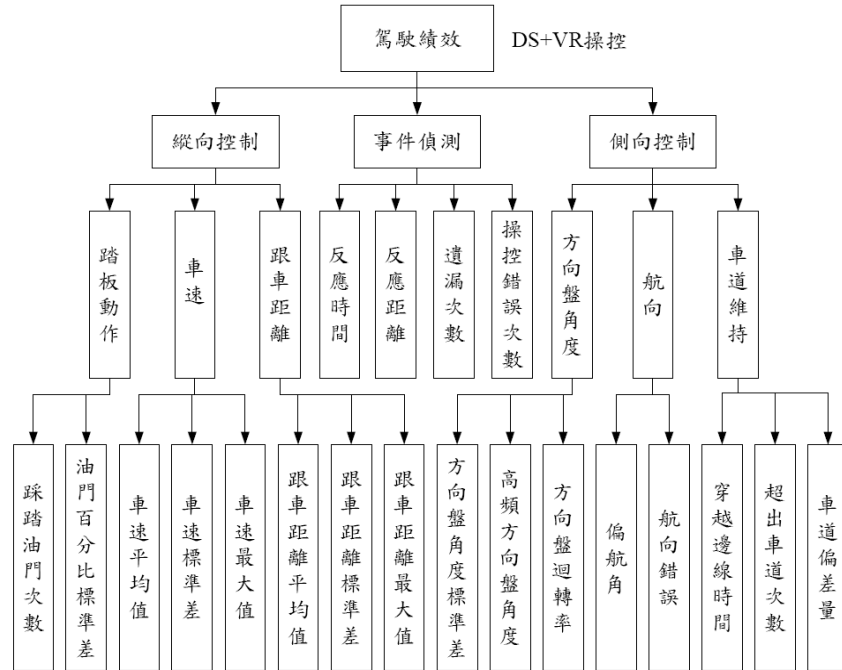 駕駛績效
DS+VR操控
縱向控制
事件偵測
側向控制
踏板動作
車速
跟車距離
反應時間
反應距離
遺漏次數
操控錯誤次數
方向盤角度
航向
車道維持
踩踏油門次數
油門百分比標準差
車速平均值
車速標準差
車速最大值
跟車距離平均值
跟車距離標準差
跟車距離最大值
方向盤角度標準差
高頻方向盤角度
方向盤迴轉率
偏航角
航向錯誤
穿越邊線時間
超出車道次數
車道偏差量